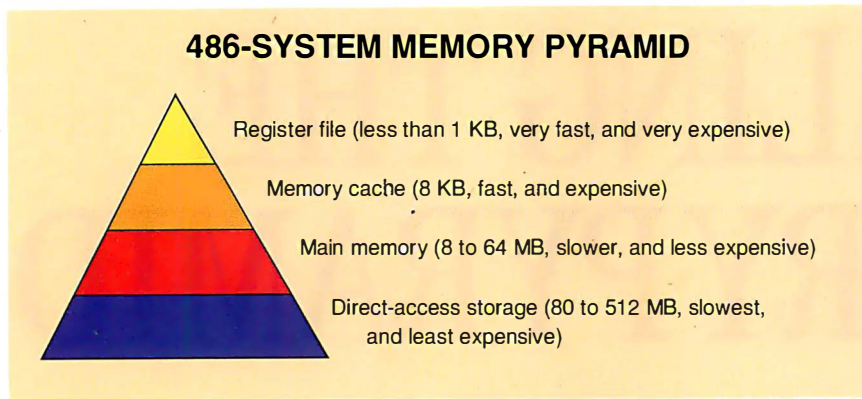 486-SYSTEM MEMORY PYRAMID
Register file (less than 1 KB, very fast, and very expensive)
Memory cache (8 KB, fast, and expensive)
Main memory (8 to 64 MB, slower, and less expensive)
Direct-access storage (80 to 512 MB, slowest,
and least expensive)